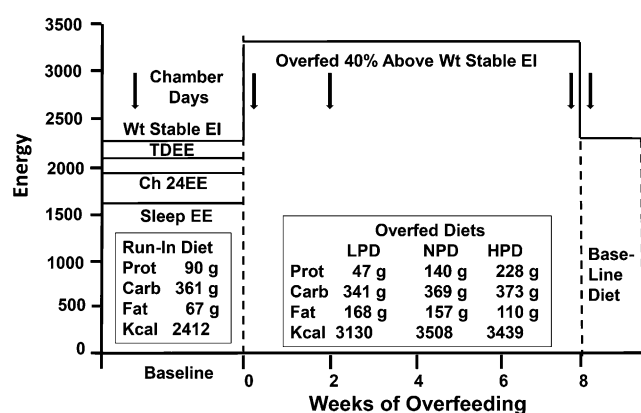 3500
3000
2500
2000
1500
1000
500
0
Energy
Chamber
Days
Wt Stable EI
TDEE
Ch 24EE
Sleep EE
Run-In Diet
Prot 90 g
Carb 361 g
Fat 67 g
Kcal 2412
Overfed 40% Above Wt Stable EI
Overfed Diets
LPD NPD HPD
Prot 47 g 140 g 228 g
Carb 341 g 369 g 373 g
Fat 168 g 157 g 110 g
Kcal 3130 3508 3439
Base-
Line
Diet
Baseline
0 2 4 6 8
Weeks of Overfeeding